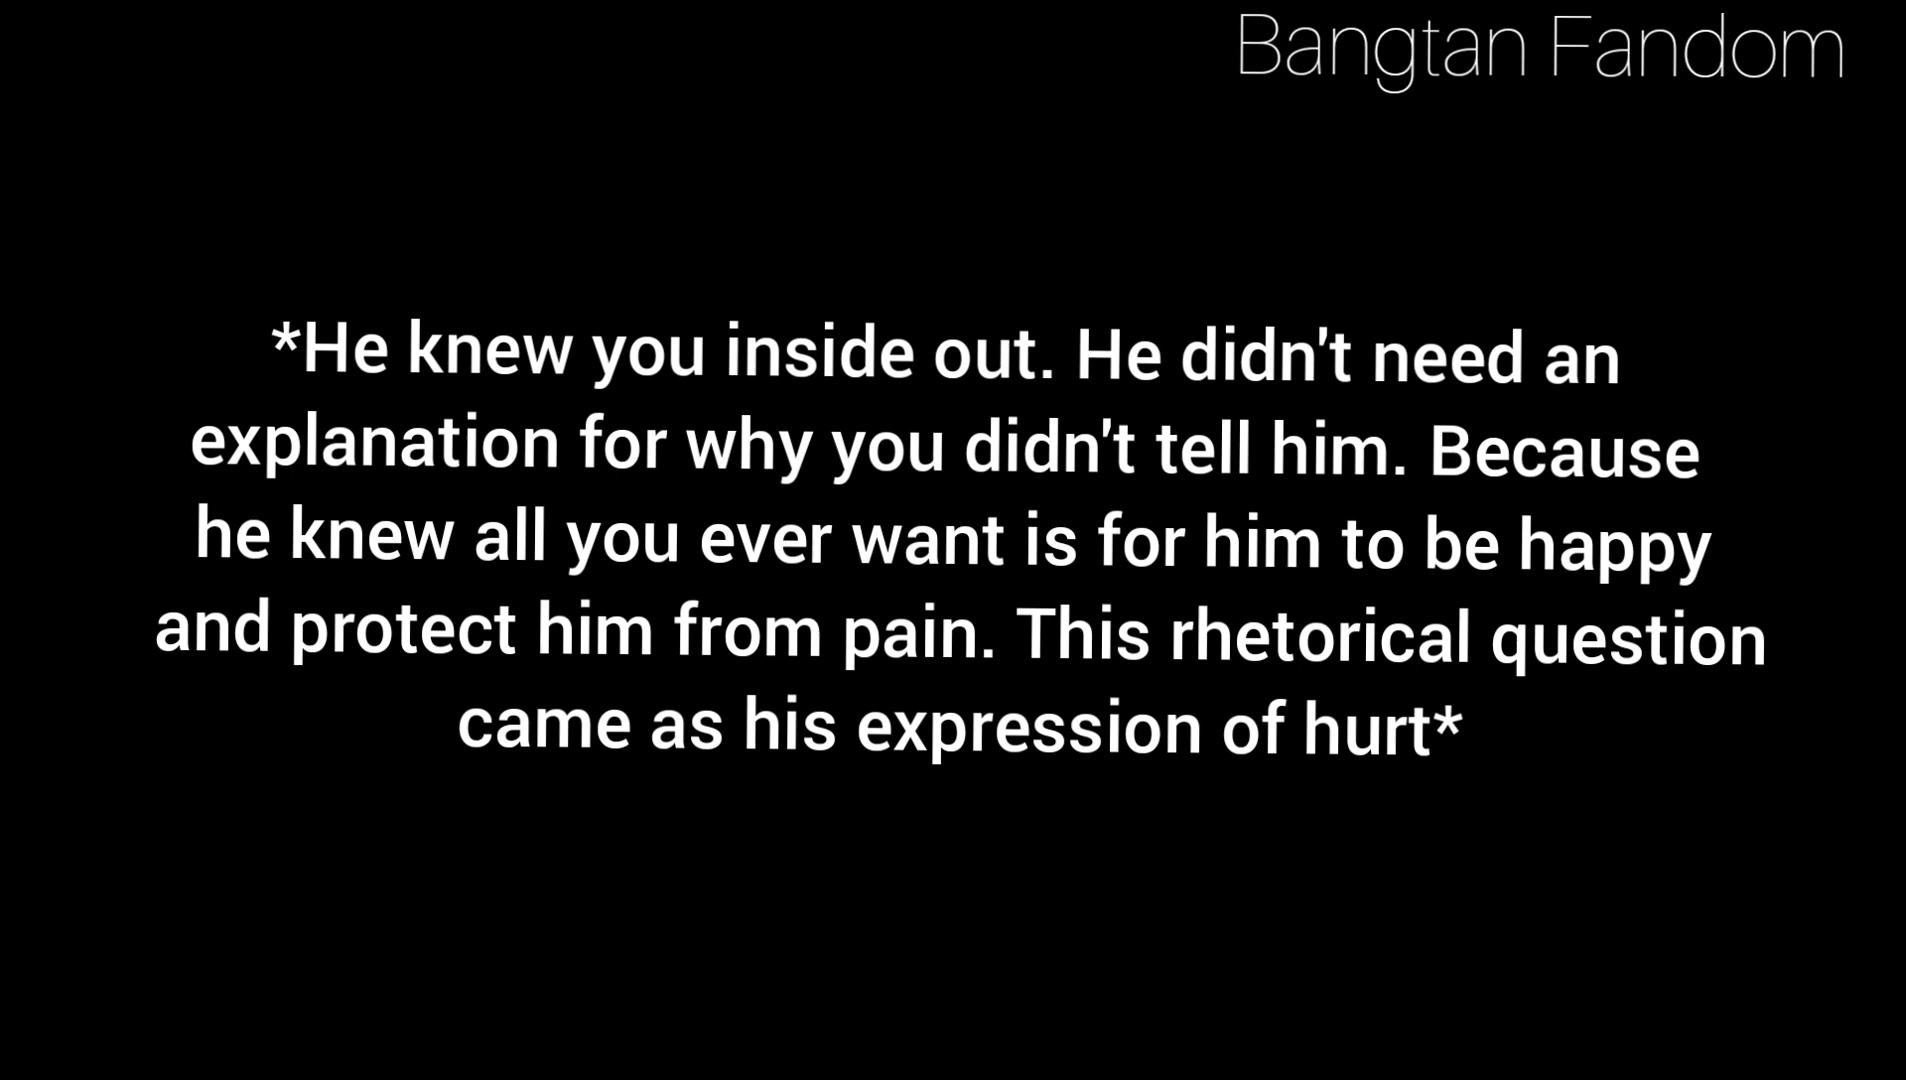 Bangtan Fandom
*He knew you inside out. He didn't need an
explanation for why you didn't tell him. Because
he knew all you ever want is for him to be happy
and protect him from pain. This rhetorical question
came as his expression of hurt*